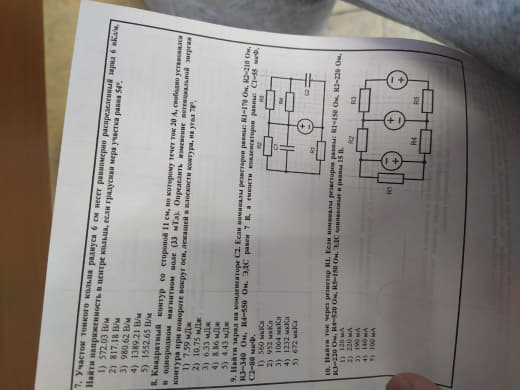 7. Участок тонкого кольца радиуса 6 см несет равномерно распределенный заряд 6 нКл/м.
Найти напряженность в центре кольца, если градусная мера участка равна 54°.
1) 572.03 В/м
2) 817.18 В/м
3) 980.62 В/м
4) 1389.21 В/м
5) 1552.65 В/м
8. Квадратный контур со стороной 11 см, по которому течет ток 20 А, свободно установился
в однородном магнитном поле (33 мТл). Определить изменение потенциальной энергии
контура при повороте вокруг оси, лежащей в плоскости контура, на угол 78°.
1) 7.59 мДж
2) 10.75 мДж
3) 6.33 мДж
4) 8.86 мДж
5) 4.43 мДж
9. Найти заряд на конденсаторе C2. Если номиналы резисторов равны: R1=170 Ом, R2=210 Ом,
R3=340 Ом, R4=550 Ом. ЭДС равен 7 В, а емкости конденсаторов равны: C1=55 мкФ,
C2=88 мкФ.
1) 560 мкКл
2) 952 мкКл
3) 1064 мкКл
4) 1232 мкКл
5) 672 мкКл
R2
R3
C1
R4
R1
C2
10. Найти ток через резистор R1. Если номиналы резисторов равны: R1=150 Ом, R2=220 Ом,
R3=220 Ом, R4=520 Ом, R5=150 Ом. ЭДС одинаковые и равны 15 В.
1) 120 мА
2)
3) 190 мА
4)
5) 100 мА
R1
R2
R3
R4
R5